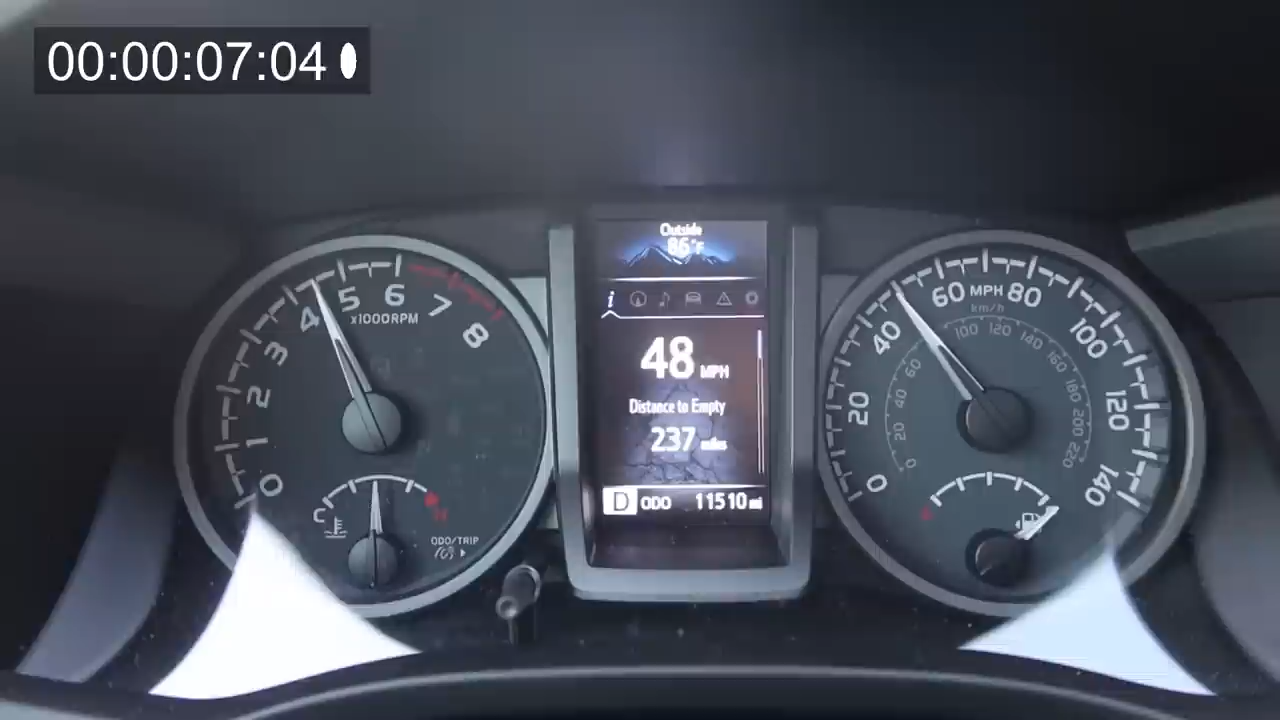 00:00:07:04
Outside
86°F
i
48 MPH
Distance to Empty
237 miles
D ODO 11510 mi
0 1 2 3 4 5 6 7 8
x1000RPM
C H
ODO/TRIP
0 20 40 60 80 100 120 140
MPH
km/h
0 20 40 60 100 120 140 160 180 200 220